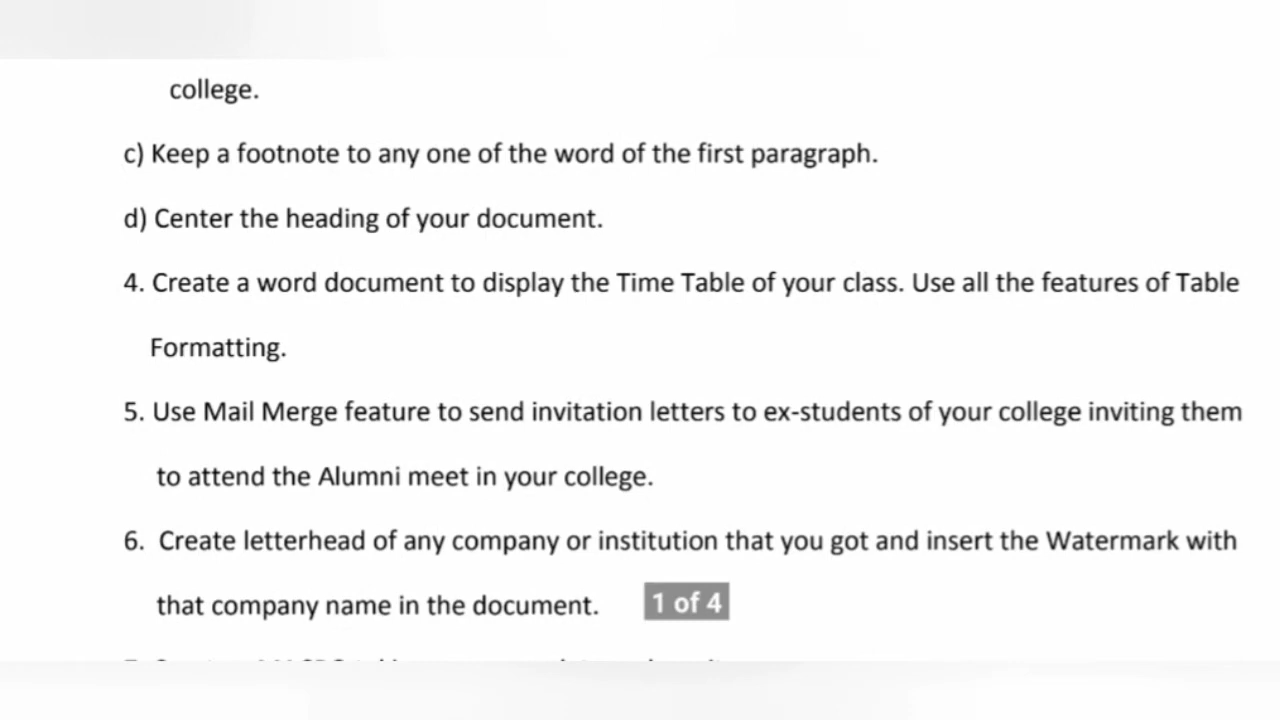 college.
c) Keep a footnote to any one of the word of the first paragraph.
d) Center the heading of your document.
4. Create a word document to display the Time Table of your class. Use all the features of Table
Formatting.
5. Use Mail Merge feature to send invitation letters to ex-students of your college inviting them
to attend the Alumni meet in your college.
6. Create letterhead of any company or institution that you got and insert the Watermark with
that company name in the document.
1 of 4